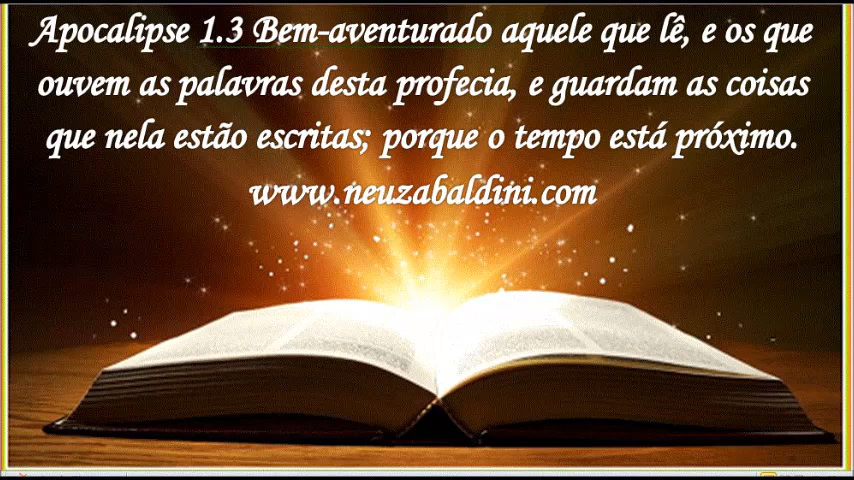 Apocalipse 1.3 Bem-aventurado aquele que lê, e os que
ouvem as palavras desta profecia, e guardam as coisas
que nela estão escritas; porque o tempo está próximo.
www.neuzabaldini.com